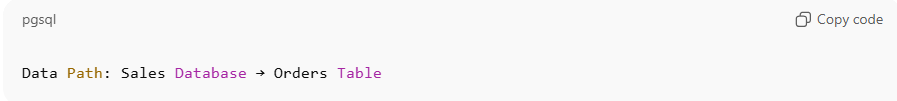 pgsql
Copy code
Data Path: Sales Database → Orders Table